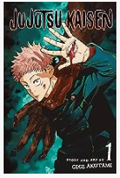 JUJUTSU KAISEN
1
STORY AND ART BY
GEGE AKUTAMI